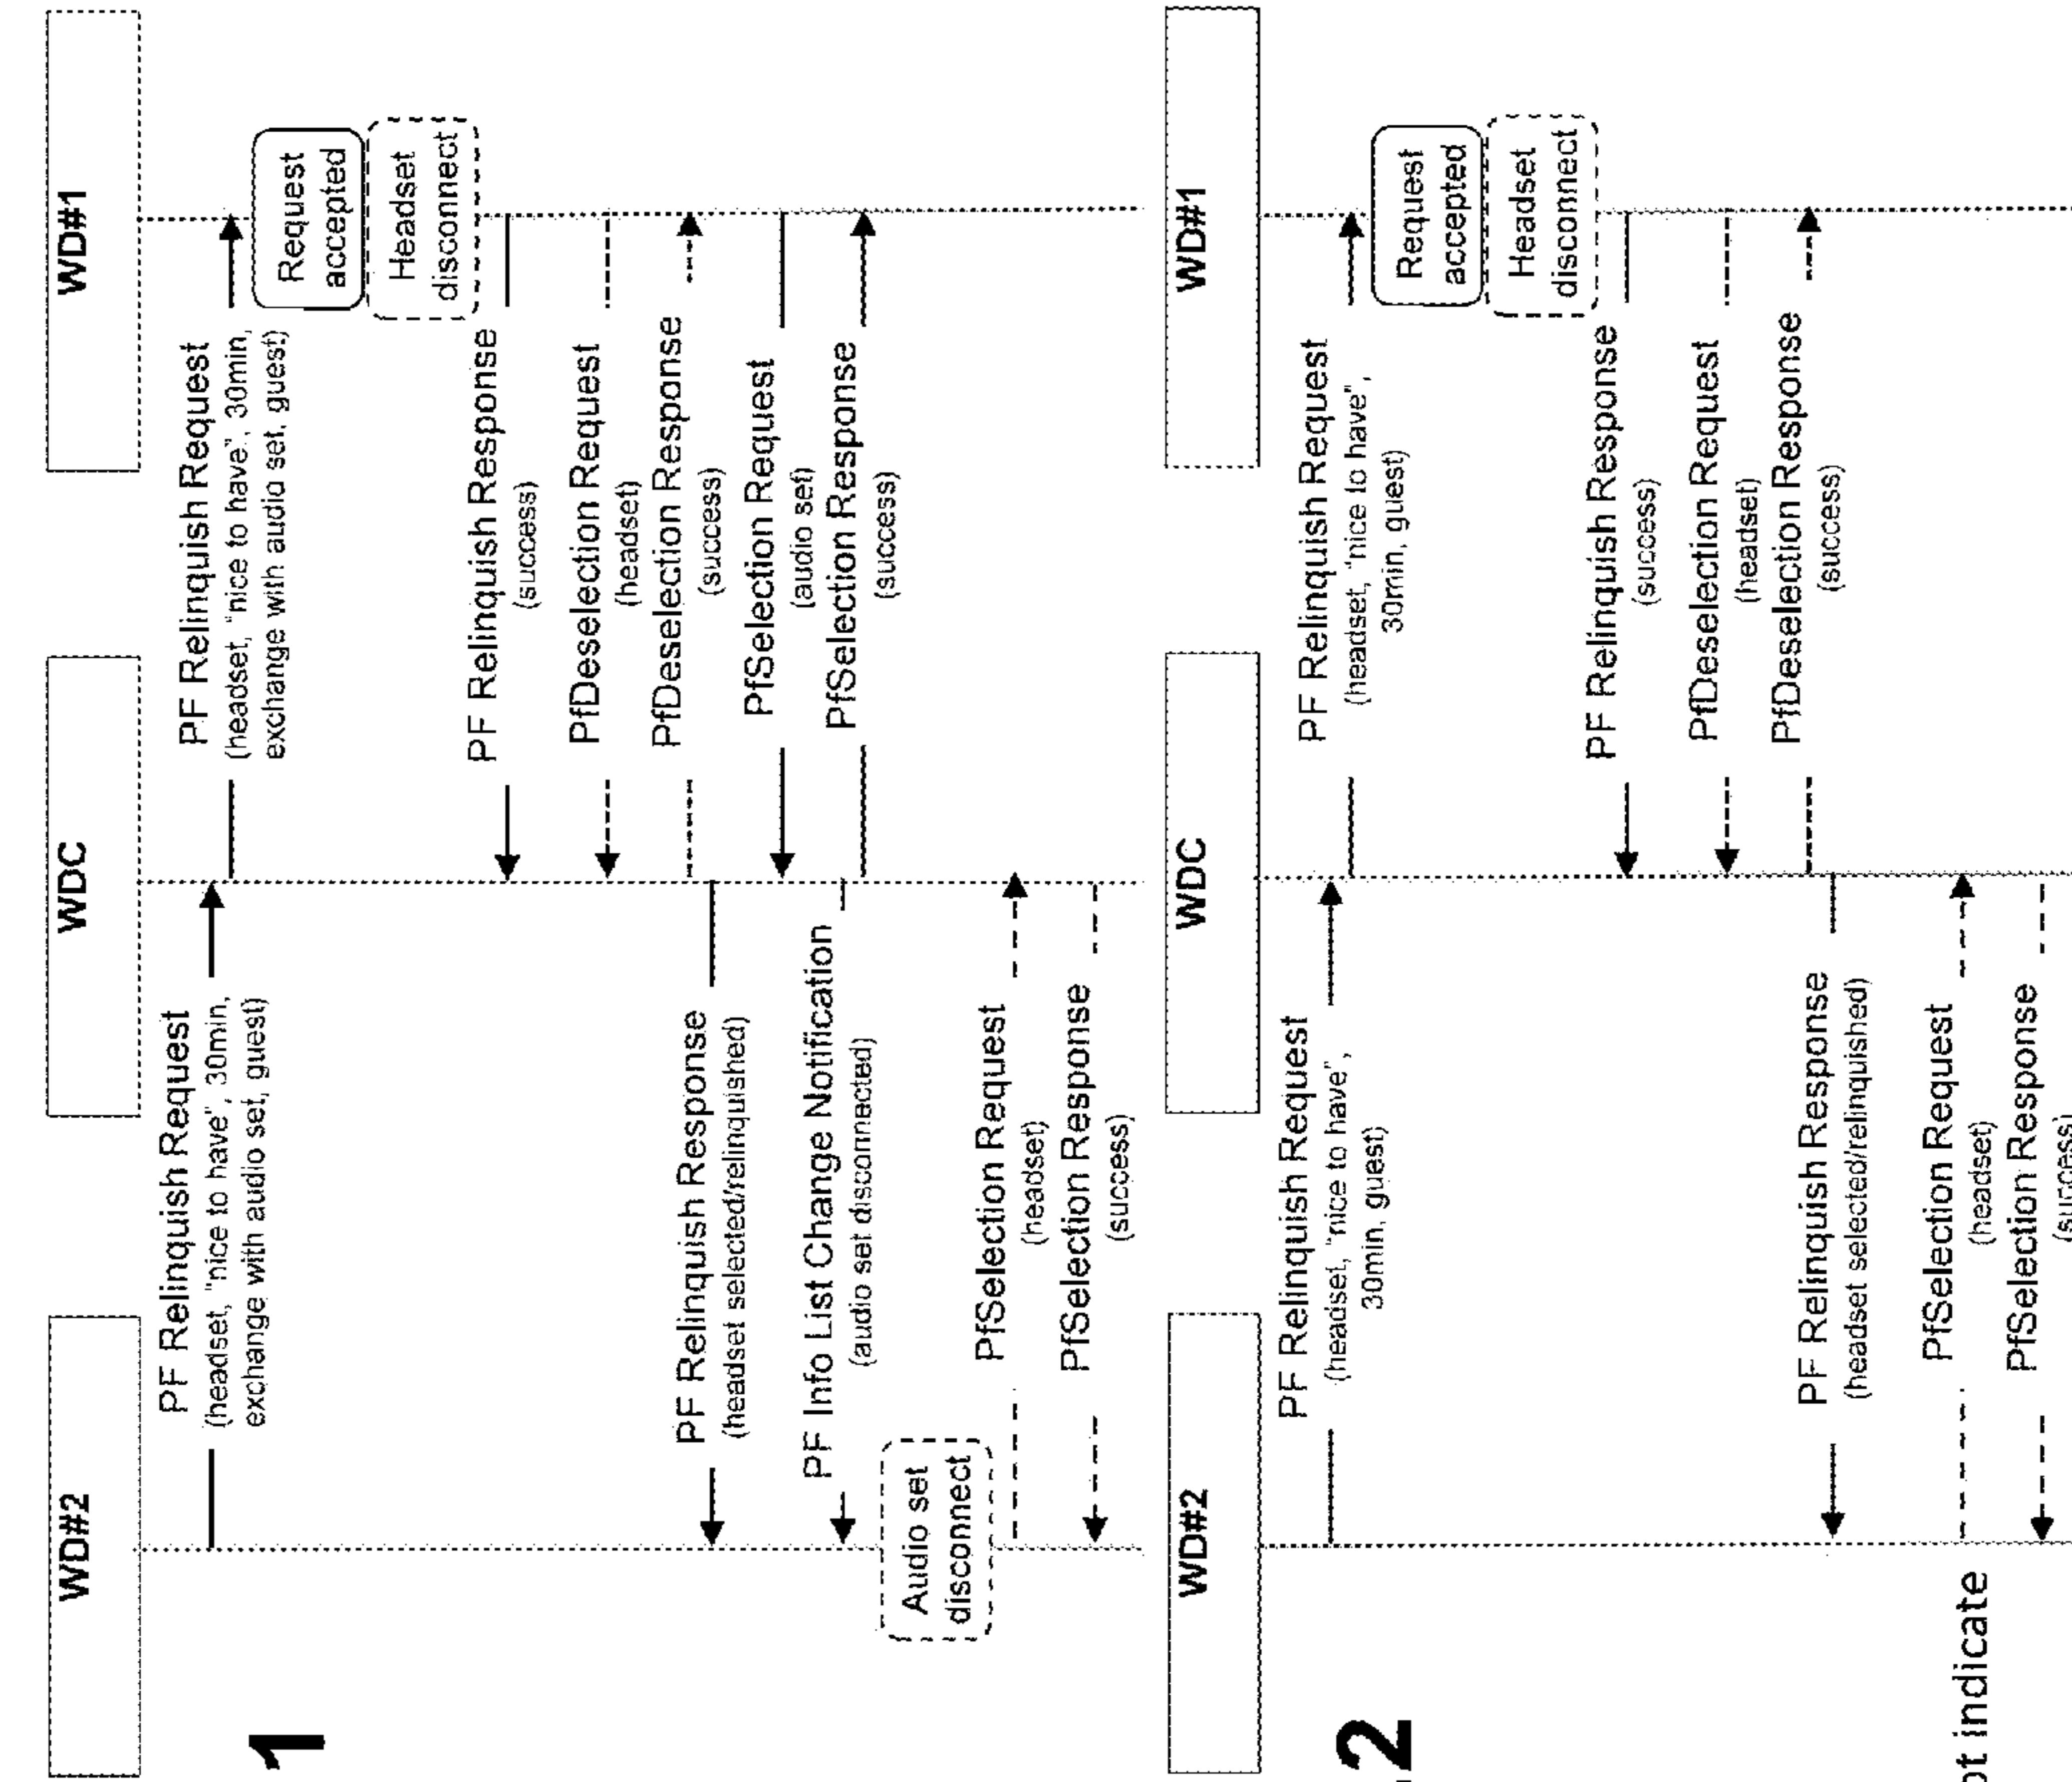 WD#2
WDC
WD#1
PF Relinquish Request
(headset, "nice to have", 30min,
exchange with audio set, guest)
PF Relinquish Request
(headset, "nice to have", 30min,
exchange with audio set, guest)
Request
accepted
Headset
disconnect
PF Relinquish Response
(success)
PfDeselection Request
(headset)
PfDeselection Response
(success)
PF Relinquish Response
(headset selected/relinquished)
PfSelection Request
(audio set)
PF Info List Change Notification
(audio set disconnected)
PfSelection Response
(success)
Audio set
disconnect
PfSelection Request
(headset)
PfSelection Response
(success)
1
WD#2
WDC
WD#1
PF Relinquish Request
(headset, "nice to have",
30min, guest)
PF Relinquish Request
(headset, "nice to have",
30min, guest)
Request
accepted
Headset
disconnect
PF Relinquish Response
(success)
PfDeselection Request
(headset)
PfDeselection Response
(success)
PF Relinquish Response
(headset selected/relinquished)
PfSelection Request
(headset)
PfSelection Response
(success)
2
indicate